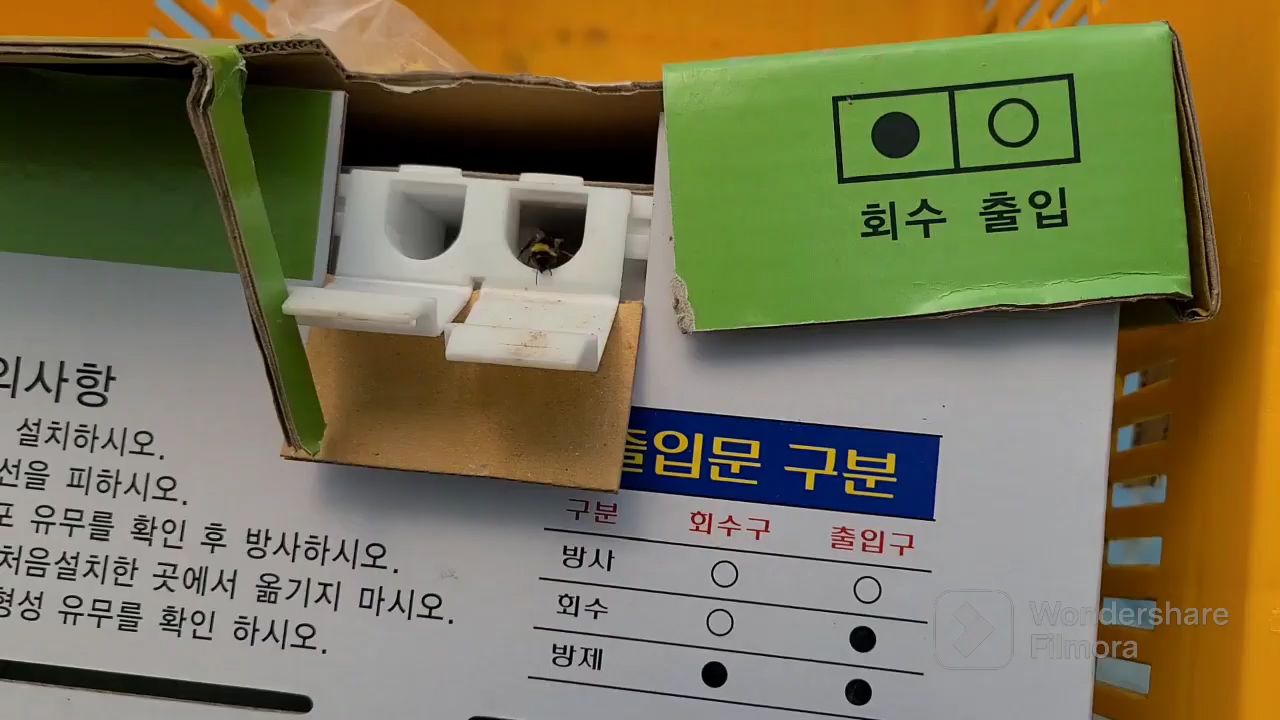 회수 출입
의사항
설치하시오.
선을 피하시오.
유무를 확인 후 방사하시오.
처음설치한 곳에서 옮기지 마시오.
형성 유무를 확인 하시오.
출입문 구분
구분 회수구 출입구
방사 ○ ○
회수 ○ ●
방제 ● ●
Wondershare
Filmora